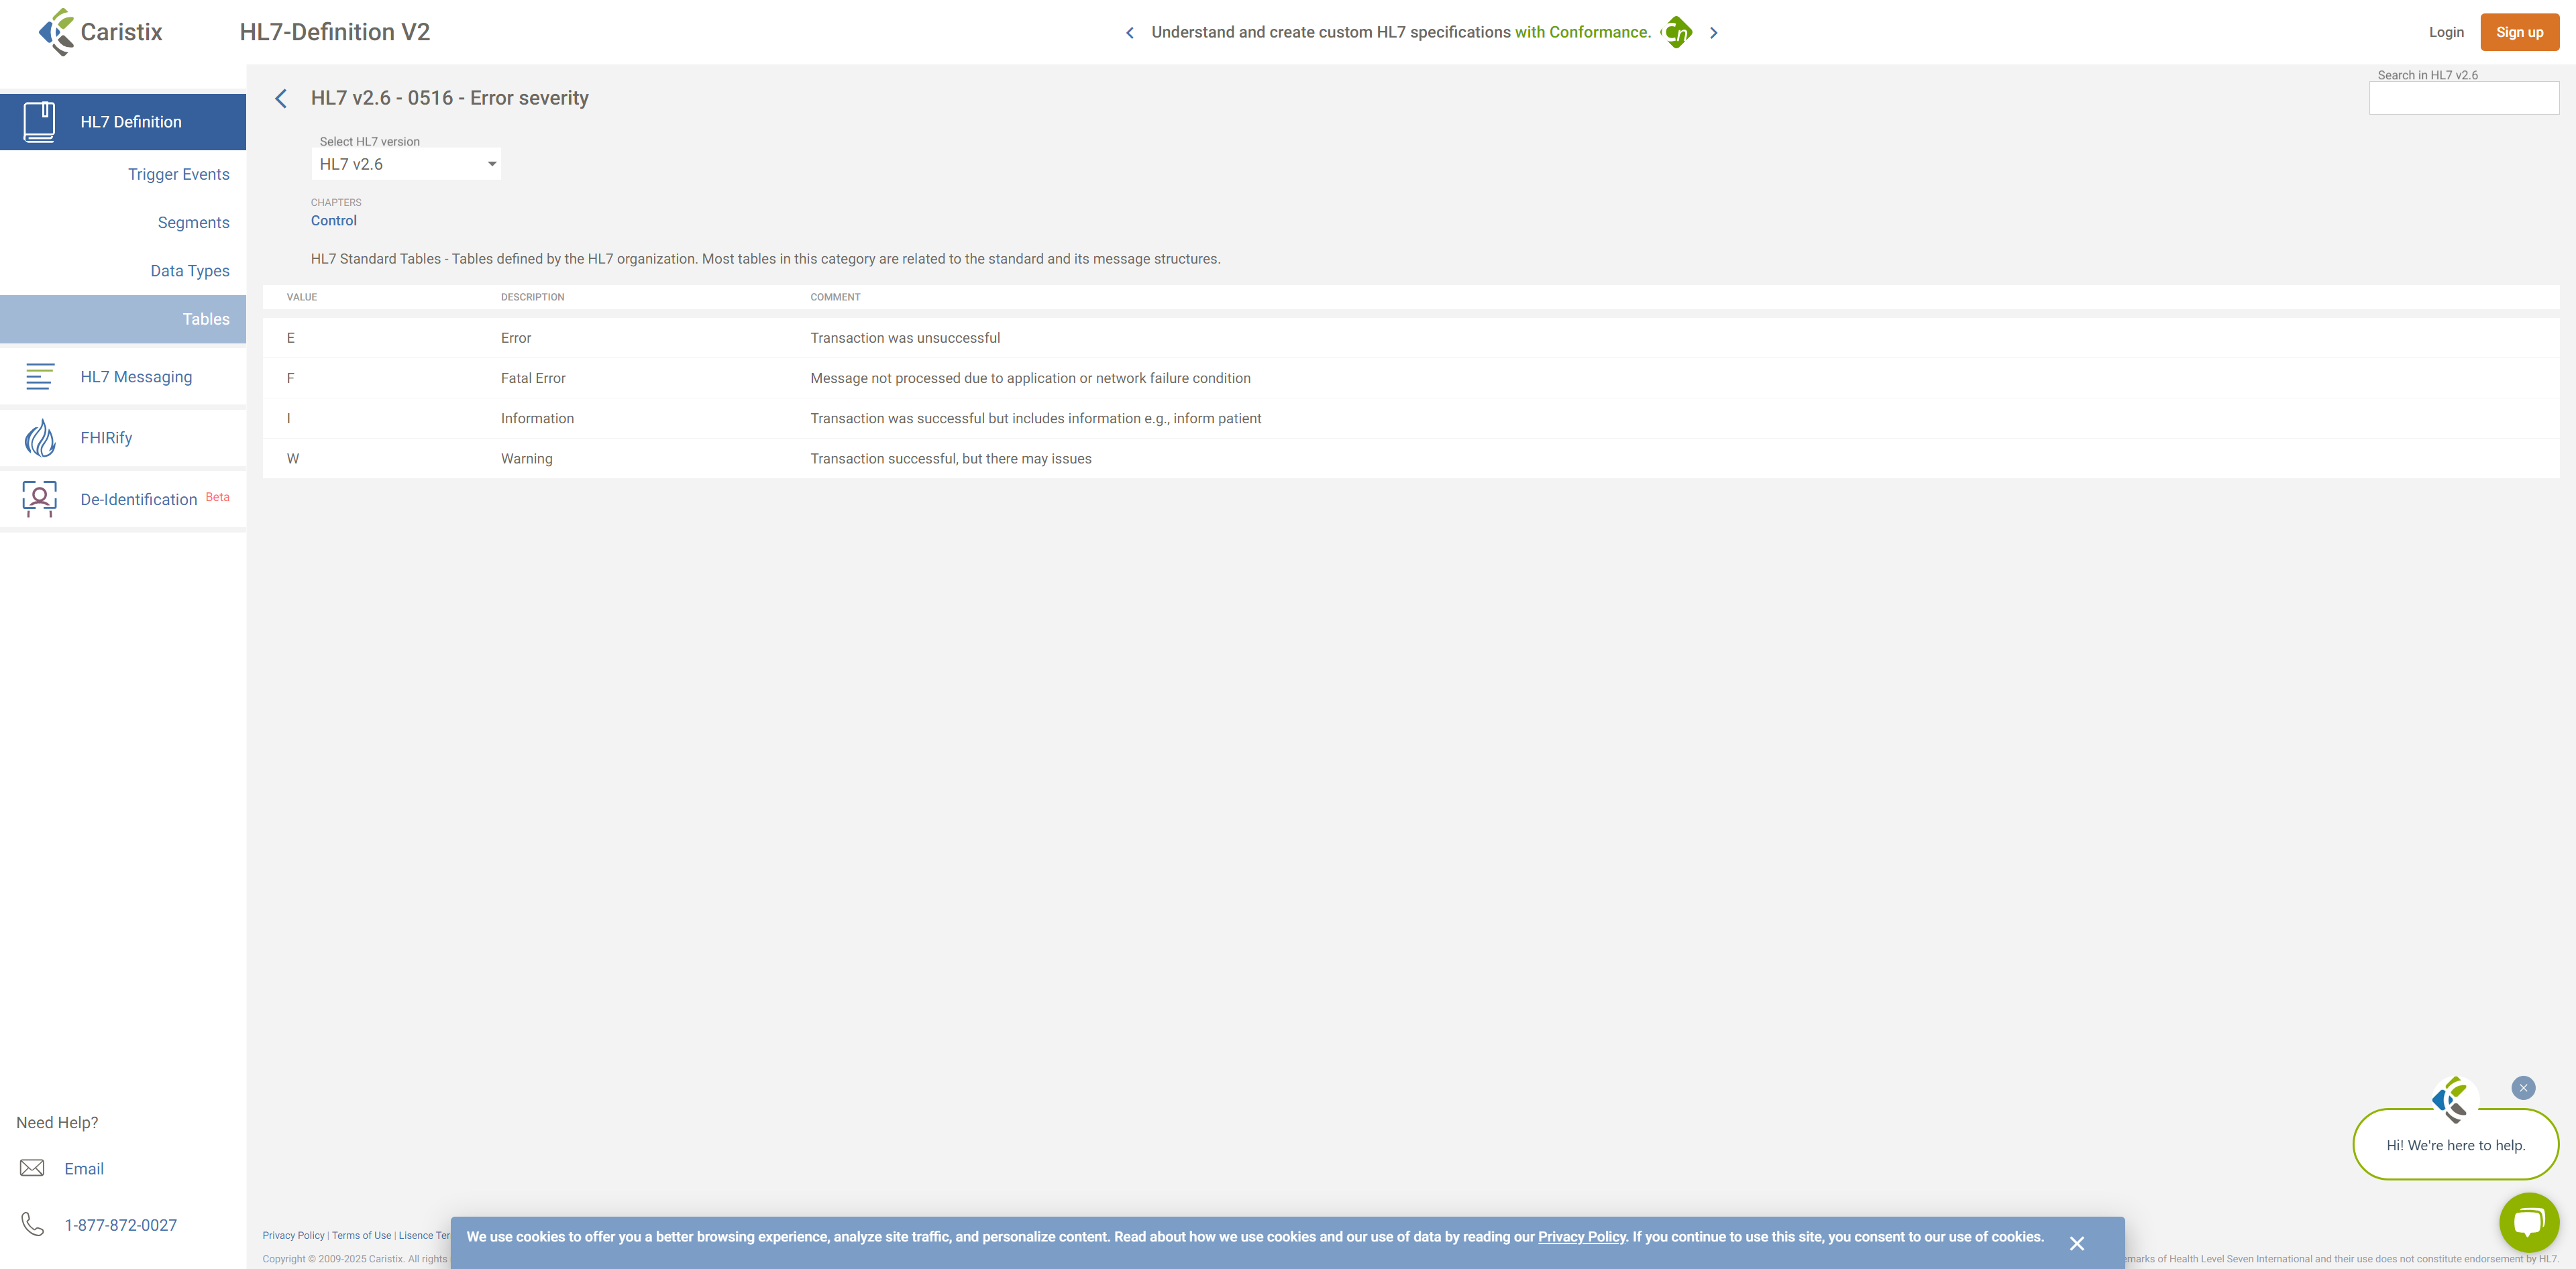 Caristix
HL7-Definition V2
Understand and create custom HL7 specifications with Conformance. Cn
Login
Sign up
HL7 Definition
Trigger Events
Segments
Data Types
Tables
HL7 Messaging
FHIRify
De-Identification Beta
Need Help?
Email
1-877-872-0027
HL7 v2.6 - 0516 - Error severity
Search in HL7 v2.6
Select HL7 version
HL7 v2.6
CHAPTERS
Control
HL7 Standard Tables - Tables defined by the HL7 organization. Most tables in this category are related to the standard and its message structures.
VALUE DESCRIPTION COMMENT
E Error Transaction was unsuccessful
F Fatal Error Message not processed due to application or network failure condition
I Information Transaction was successful but includes information e.g., inform patient
W Warning Transaction successful, but there may issues
Hi! We're here to help.
Privacy Policy | Terms of Use | Lisence Ter
We use cookies to offer you a better browsing experience, analyze site traffic, and personalize content. Read about how we use cookies and our use of data by reading our Privacy Policy. If you continue to use this site, you consent to our use of cookies.
Copyright © 2009-2025 Caristix. All rights
emarks of Health Level Seven International and their use does not constitute endorsement by HL7.